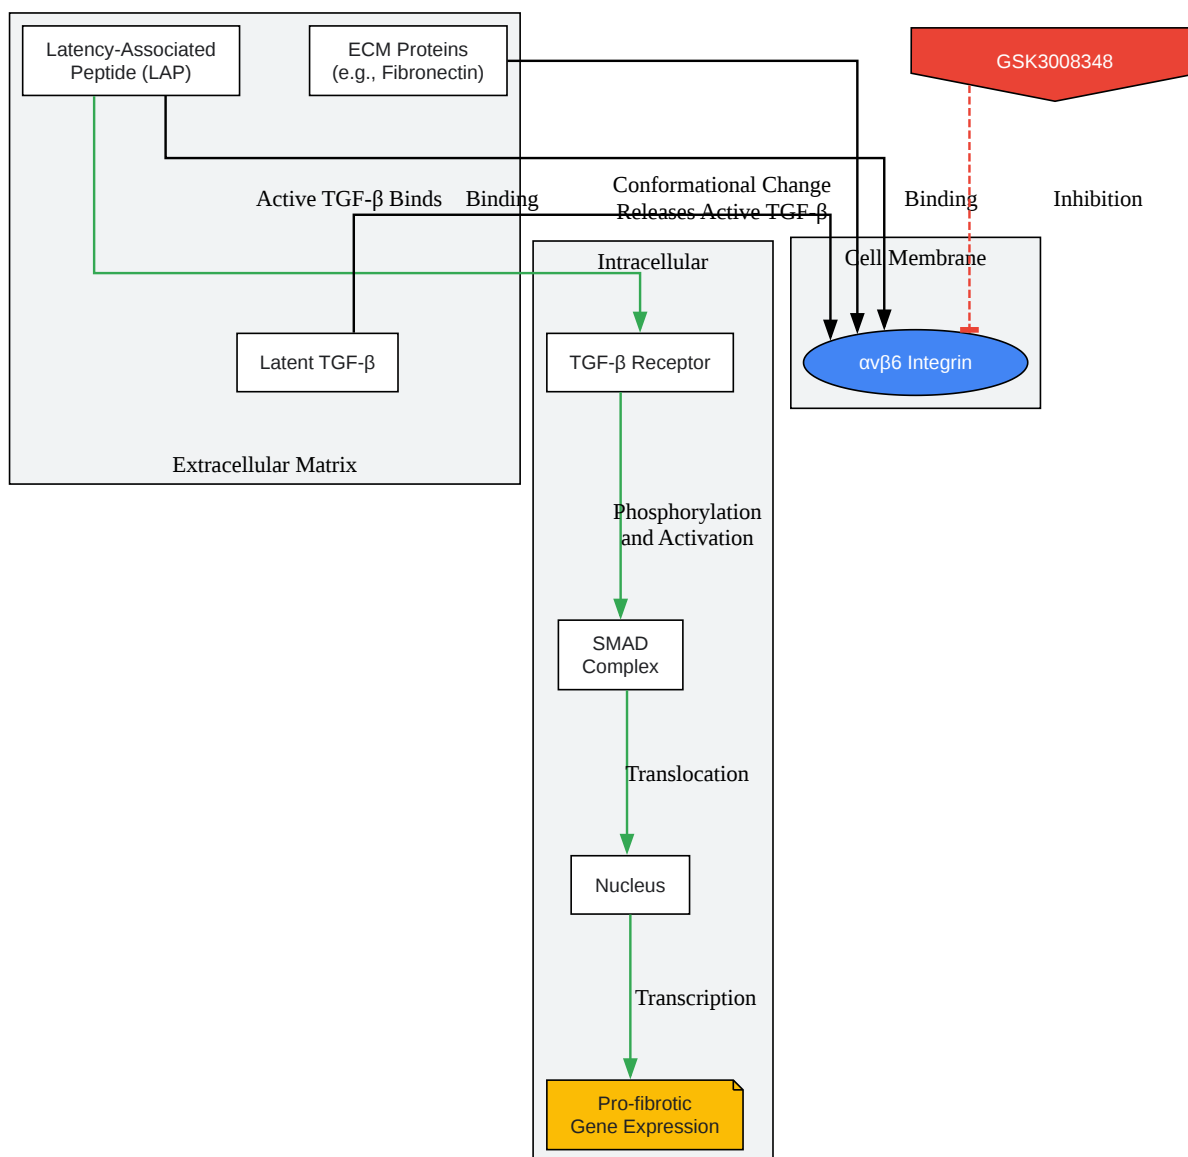 Latency-Associated
Peptide (LAP)
ECM Proteins
(e.g., Fibronectin)
GSK3008348
Active TGF-β Binds
Binding
Conformational Change
Releases Active TGF-β
Binding
Inhibition
Intracellular
Cell Membrane
Latent TGF-β
TGF-β Receptor
αvβ6 Integrin
Extracellular Matrix
Phosphorylation
and Activation
SMAD
Complex
Translocation
Nucleus
Transcription
Pro-fibrotic
Gene Expression